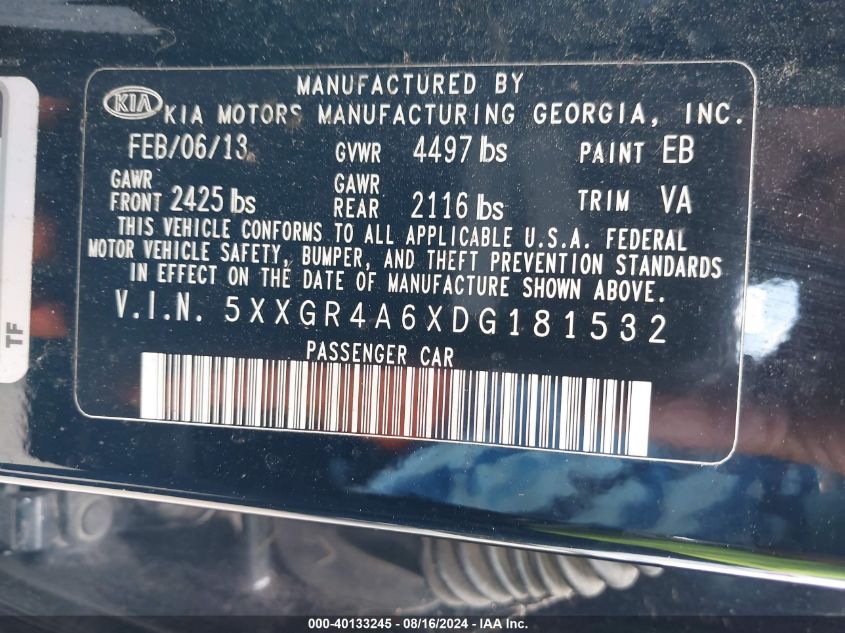 MANUFACTURED BY
KIA KIA MOTORS MANUFACTURING GEORGIA, INC.
FEB/06/13 GVWR 4497 lbs PAINT EB
GAWR FRONT 2425 lbs GAWR REAR 2116 lbs TRIM VA
THIS VEHICLE CONFORMS TO ALL APPLICABLE U.S.A. FEDERAL
MOTOR VEHICLE SAFETY, BUMPER, AND THEFT PREVENTION STANDARDS
IN EFFECT ON THE DATE OF MANUFACTURE SHOWN ABOVE.
V.I.N. 5XXGR4A6XDG181532
PASSENGER CAR
TF
000-40133245 - 08/16/2024 - IAA Inc.